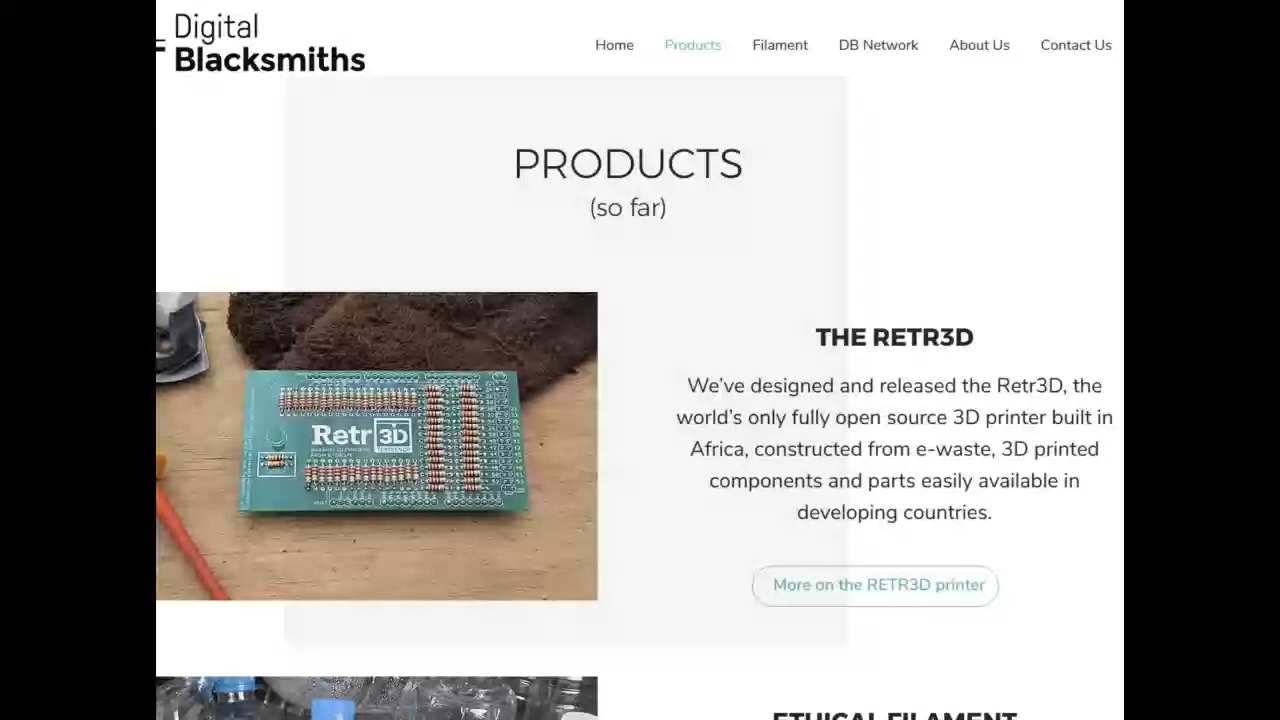 Digital
Blacksmiths
Home Products Filament DB Network About Us Contact Us
PRODUCTS
(so far)
Retr 3D
THE RETR3D
We’ve designed and released the Retr3D, the
world’s only fully open source 3D printer built in
Africa, constructed from e-waste, 3D printed
components and parts easily available in
developing countries.
More on the RETR3D printer
ETHICAL FILAMENT